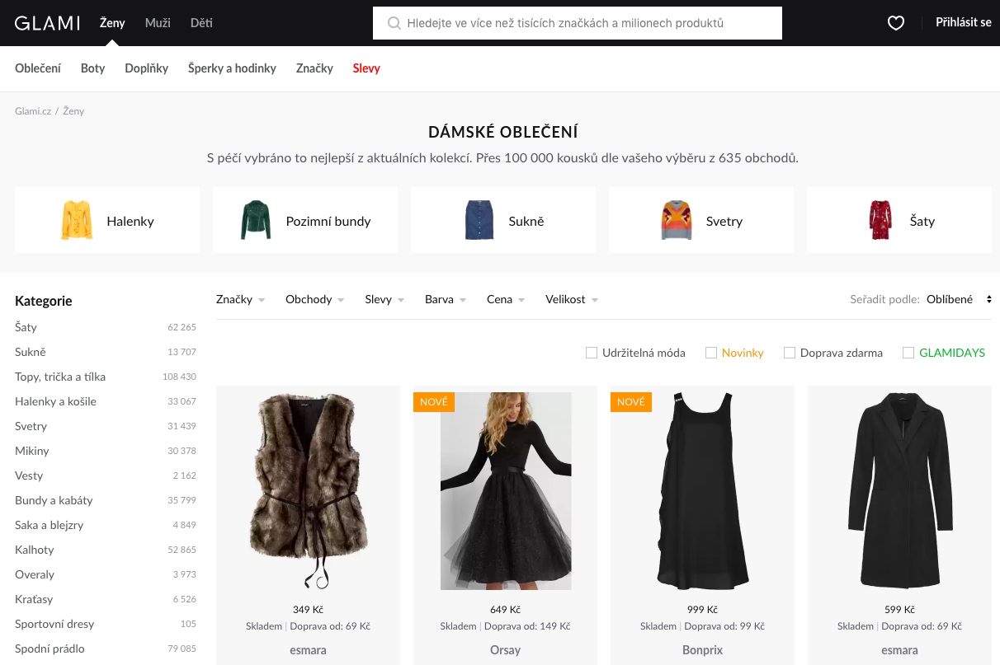 GLAMI Ženy Muži Děti Hledejte ve více než tisících značkách a milionech produktů Přihlásit se
Oblečení Boty Doplňky Šperky a hodinky Značky Slevy
Glami.cz / Ženy
DÁMSKÉ OBLEČENÍ
S péčí vybráno to nejlepší z aktuálních kolekcí. Přes 100 000 kousků dle vašeho výběru z 635 obchodů.
Halenky Pozimní bundy Sukně Svetry Šaty
Kategorie
Šaty 62 265
Sukně 13 707
Topy, trička a tílka 108 430
Halenky a košile 33 067
Svetry 31 439
Mikiny 30 378
Vesty 2 162
Bundy a kabáty 35 799
Saka a blejzry 4 849
Kalhoty 52 865
Overaly 3 973
Kraťasy 6 526
Sportovní dresy 105
Spodní prádlo 79 085
Značky Obchody Slevy Barva Cena Velikost Seřadit podle: Oblíbené
Udržitelná móda Novinky Doprava zdarma GLAMIDAYS
NOVÉ NOVÉ
349 Kč 649 Kč 999 Kč 599 Kč
Skladem | Doprava od: 69 Kč Skladem | Doprava od: 149 Kč Skladem | Doprava od: 99 Kč Skladem | Doprava od: 69 Kč
esmara Orsay Bonprix esmara